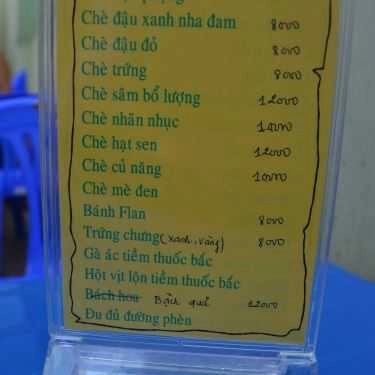 Chè đậu xanh nha đam 8000
Chè đậu đỏ 8000
Chè trứng 8000
Chè sâm bổ lượng 12000
Chè nhãn nhục
Chè hạt sen 12000
Chè củ năng 10000
Chè mè đen
Bánh Flan 8000
Trứng chưng (xanh, vàng) 8000
Gà ác tiềm thuốc bắc
Hột vịt lộn tiềm thuốc bắc
Bách hoa Bạch quả 12000
Đu đủ đường phèn